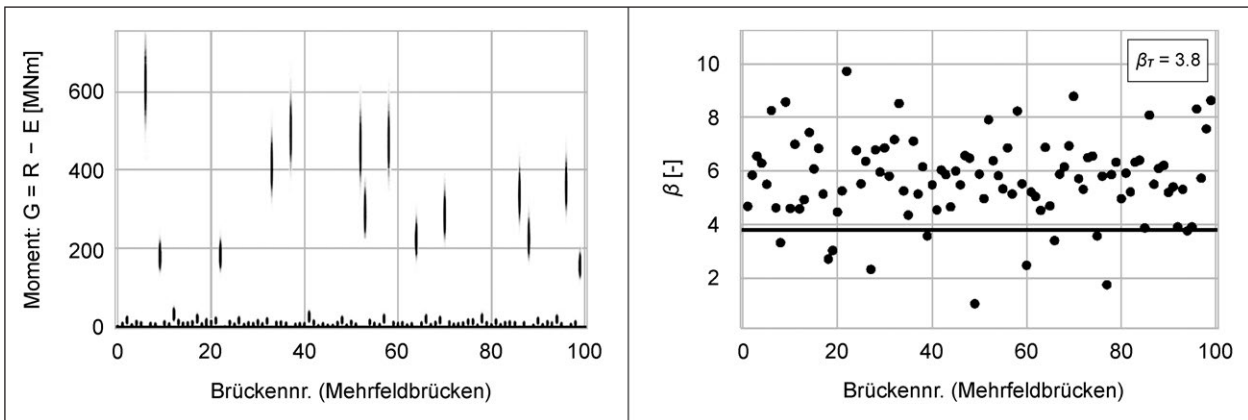 Moment: G = R − E [MNm]
600
400
200
0
0 20 40 60 80 100
Brückennr. (Mehrfeldbrücken)
β [-]
10
8
6
4
2
βT = 3.8
0 20 40 60 80 100
Brückennr. (Mehrfeldbrücken)